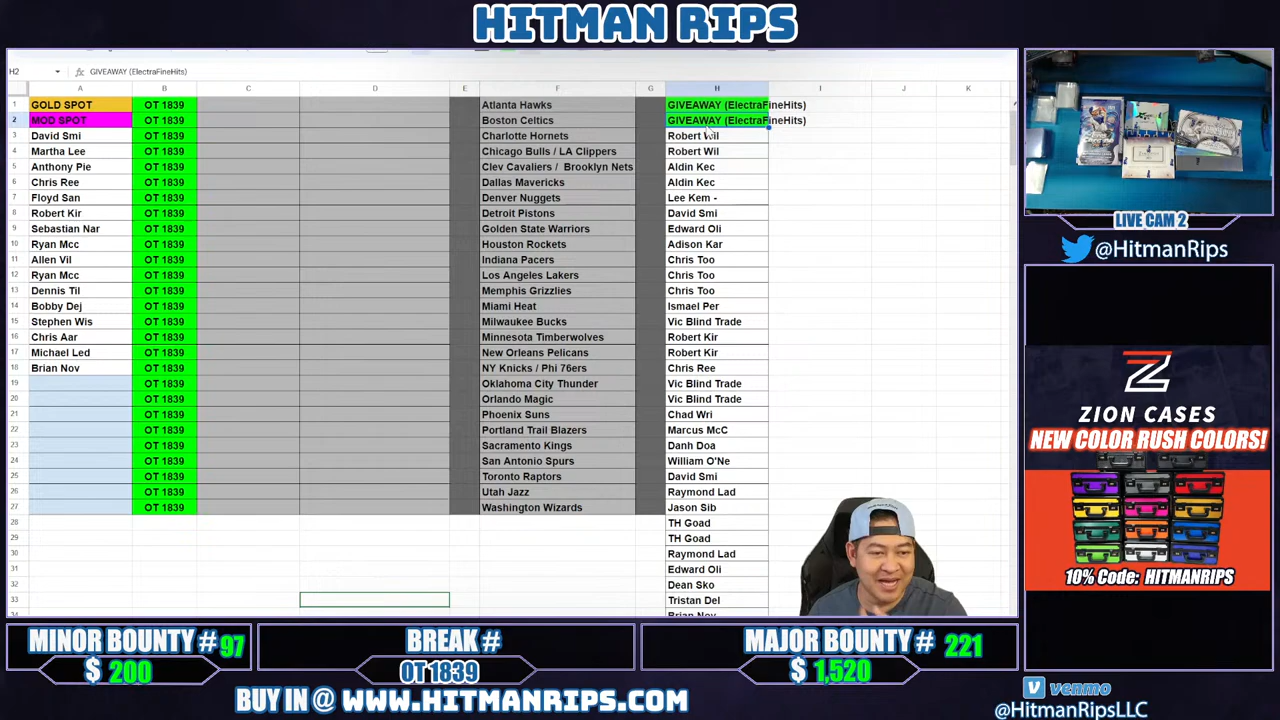 HITMAN RIPS
H2 fx GIVEAWAY (ElectraFineHits)
A B C D E F G H I J K
1 GOLD SPOT OT 1839 Atlanta Hawks GIVEAWAY (ElectraFineHits)
2 MOD SPOT OT 1839 Boston Celtics GIVEAWAY (ElectraFineHits)
3 David Smi OT 1839 Charlotte Hornets Robert Wil
4 Martha Lee OT 1839 Chicago Bulls / LA Clippers Robert Wil
5 Anthony Pie OT 1839 Clev Cavaliers / Brooklyn Nets Aldin Kec
6 Chris Ree OT 1839 Dallas Mavericks Aldin Kec
7 Floyd San OT 1839 Denver Nuggets Lee Kem -
8 Robert Kir OT 1839 Detroit Pistons David Smi
9 Sebastian Nar OT 1839 Golden State Warriors Edward Oli
10 Ryan Mcc OT 1839 Houston Rockets Adison Kar
11 Allen Vil OT 1839 Indiana Pacers Chris Too
12 Ryan Mcc OT 1839 Los Angeles Lakers Chris Too
13 Dennis Til OT 1839 Memphis Grizzlies Chris Too
14 Bobby Dej OT 1839 Miami Heat Ismael Per
15 Stephen Wis OT 1839 Milwaukee Bucks Vic Blind Trade
16 Chris Aar OT 1839 Minnesota Timberwolves Robert Kir
17 Michael Led OT 1839 New Orleans Pelicans Robert Kir
18 Brian Nov OT 1839 NY Knicks / Phi 76ers Chris Ree
19 OT 1839 Oklahoma City Thunder Vic Blind Trade
20 OT 1839 Orlando Magic Vic Blind Trade
21 OT 1839 Phoenix Suns Chad Wri
22 OT 1839 Portland Trail Blazers Marcus McC
23 OT 1839 Sacramento Kings Danh Doa
24 OT 1839 San Antonio Spurs William O'Ne
25 OT 1839 Toronto Raptors David Smi
26 OT 1839 Utah Jazz Raymond Lad
27 OT 1839 Washington Wizards Jason Sib
28 TH Goad
29 TH Goad
30 Raymond Lad
31 Edward Oli
32 Dean Sko
33 Tristan Del
34 Brian Nov
LIVE CAM 2
@HitmanRips
ZION CASES
NEW COLOR RUSH COLORS!
10% Code: HITMANRIPS
MINOR BOUNTY # 97
$ 200
BREAK #
OT 1839
MAJOR BOUNTY # 221
$ 1,520
BUY IN @ WWW.HITMANRIPS.COM
venmo
@HitmanRipsLLC